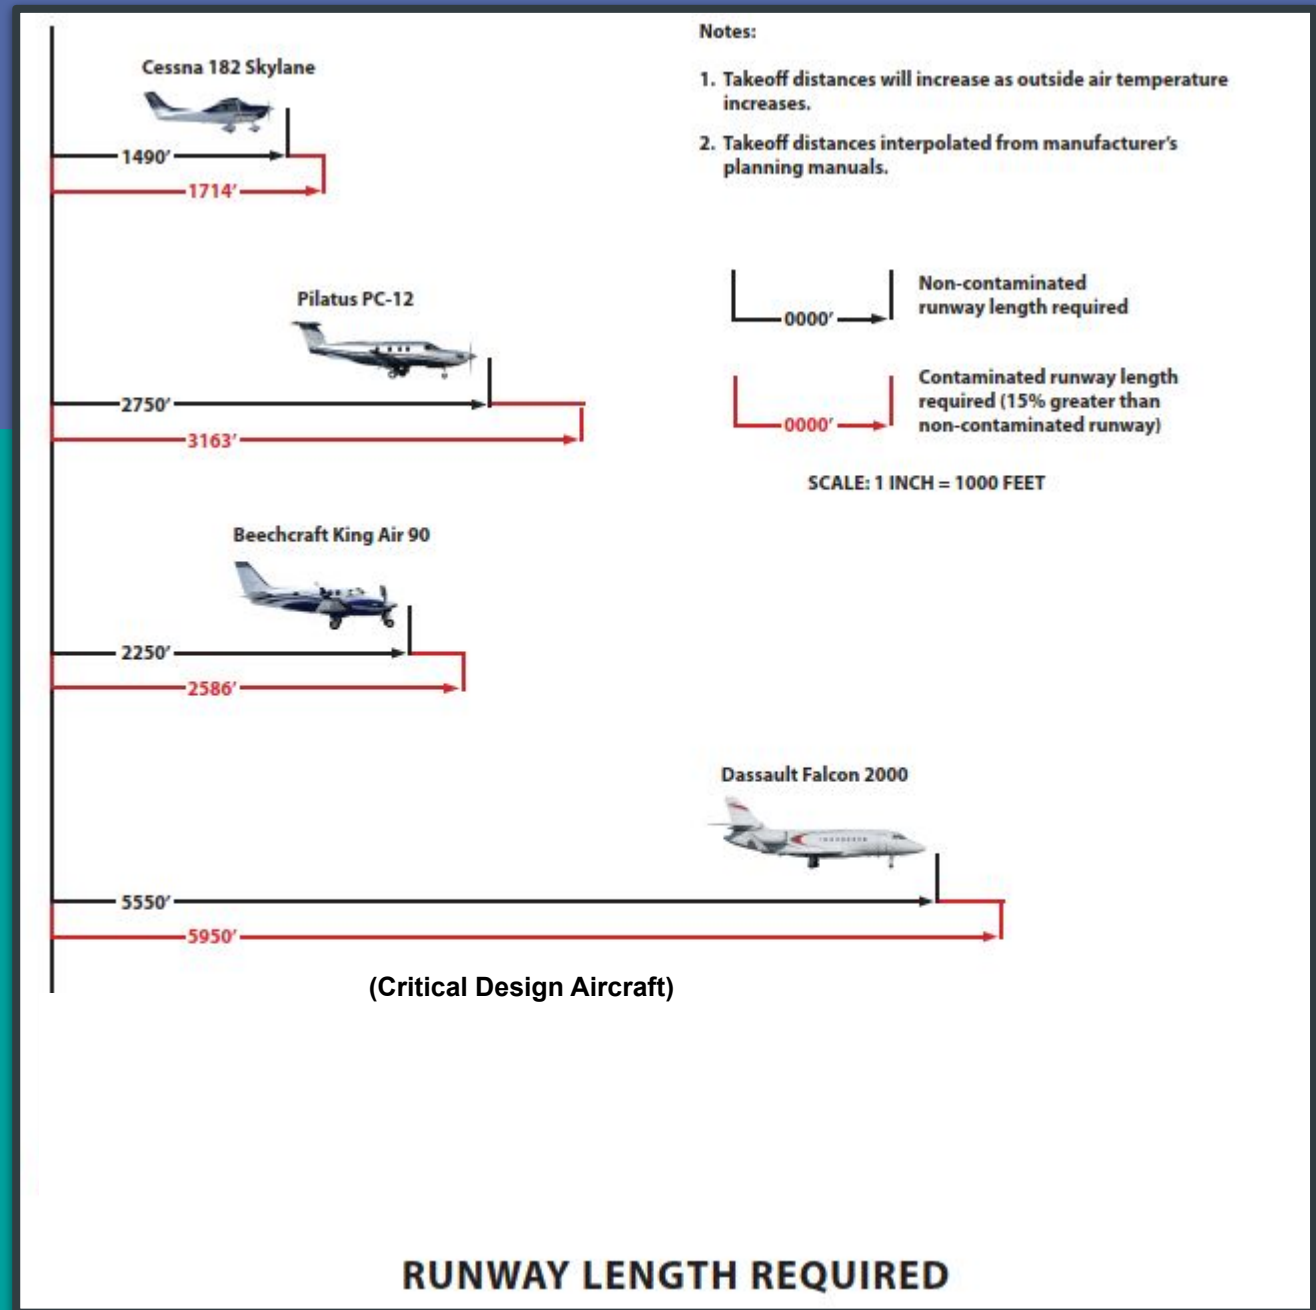 Cessna 182 Skylane
1490'
1714'
Notes:
1. Takeoff distances will increase as outside air temperature
increases.
2. Takeoff distances interpolated from manufacturer's
planning manuals.
0000'
Non-contaminated
runway length required
0000'
Contaminated runway length
required (15% greater than
non-contaminated runway)
SCALE: 1 INCH = 1000 FEET
Pilatus PC-12
2750'
3163'
Beechcraft King Air 90
2250'
2586'
Dassault Falcon 2000
5550'
5950'
(Critical Design Aircraft)
RUNWAY LENGTH REQUIRED